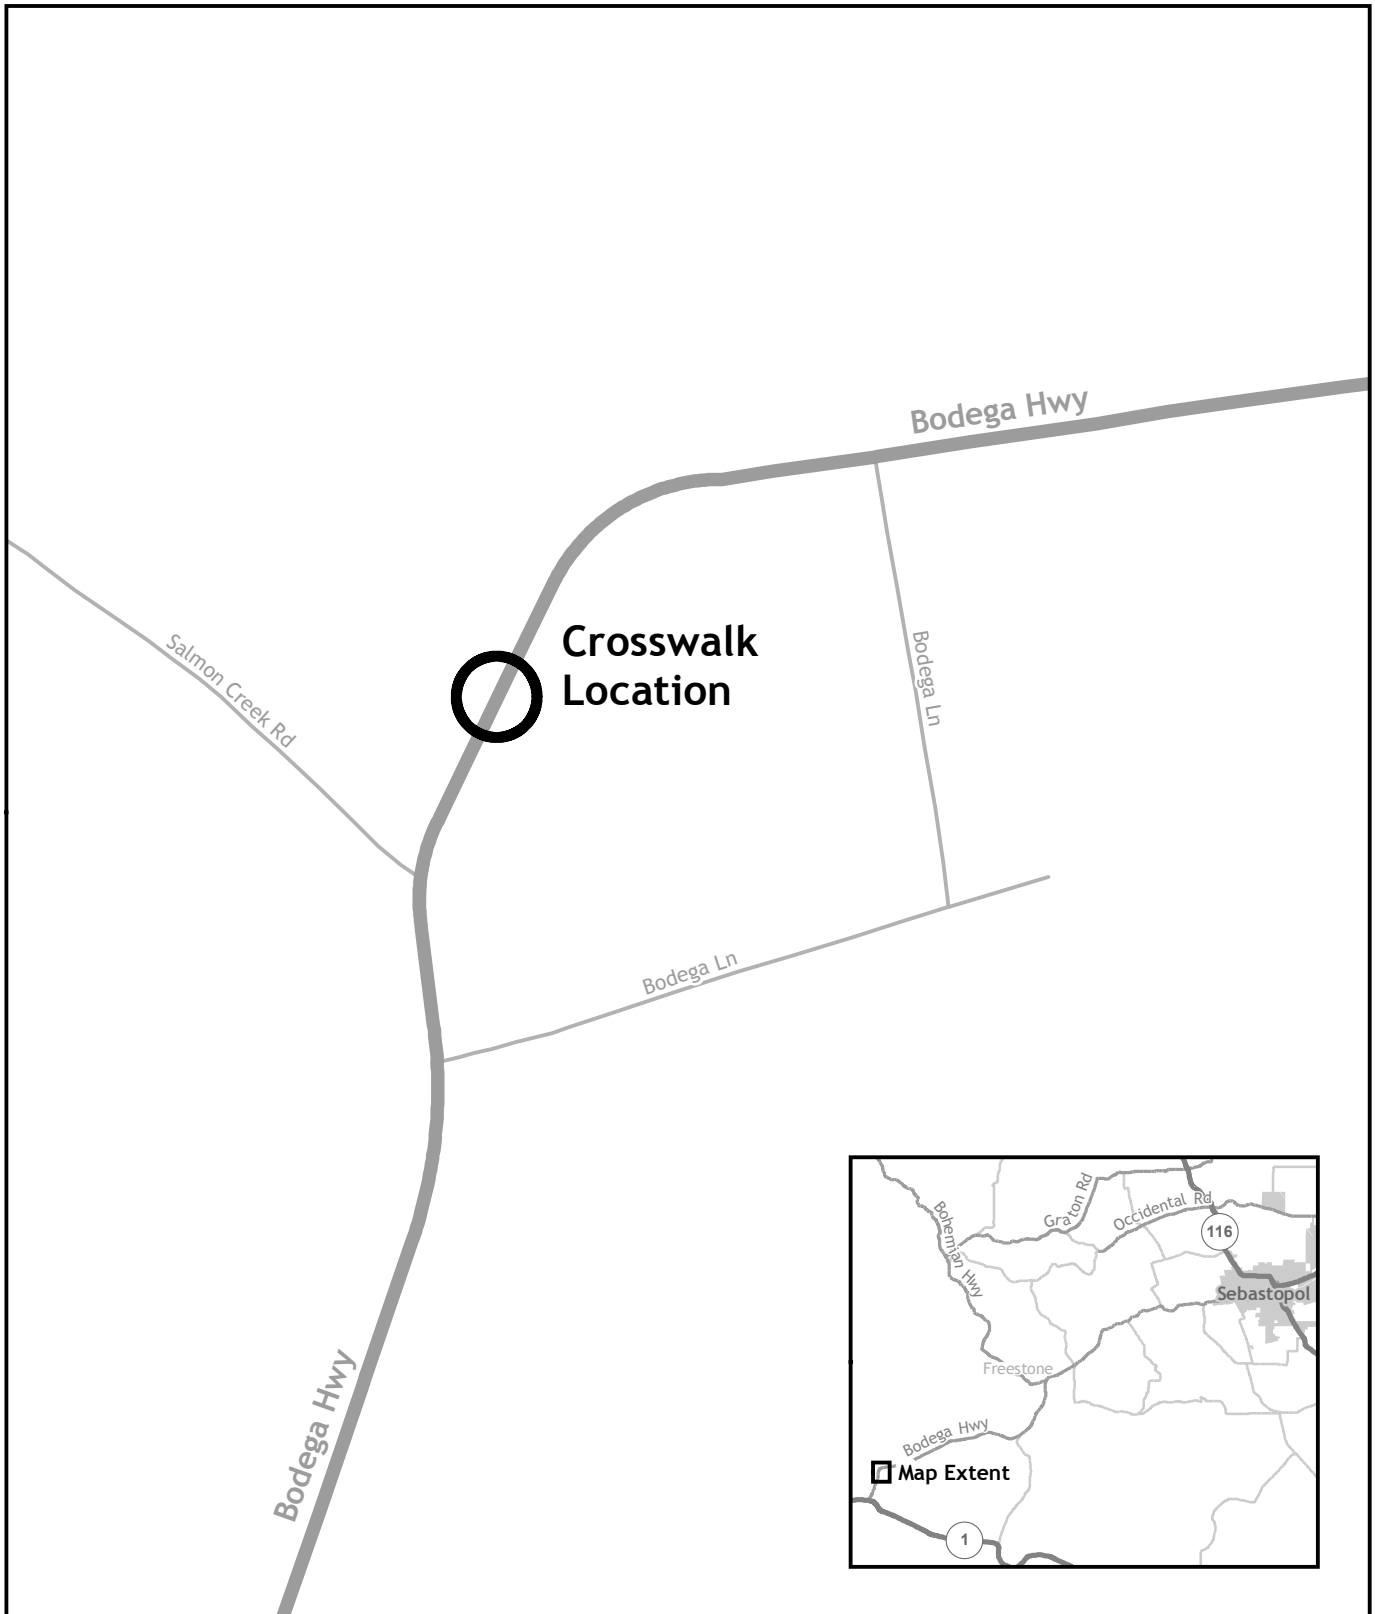 Bodega Hwy
Crosswalk
Location
Salmon Creek Rd
Bodega Ln
Bodega Ln
Bodega Hwy
Bohemian Hwy
Graton Rd
Occidental Rd
116
Sebastopol
Freestone
Bodega Hwy
Map Extent
1